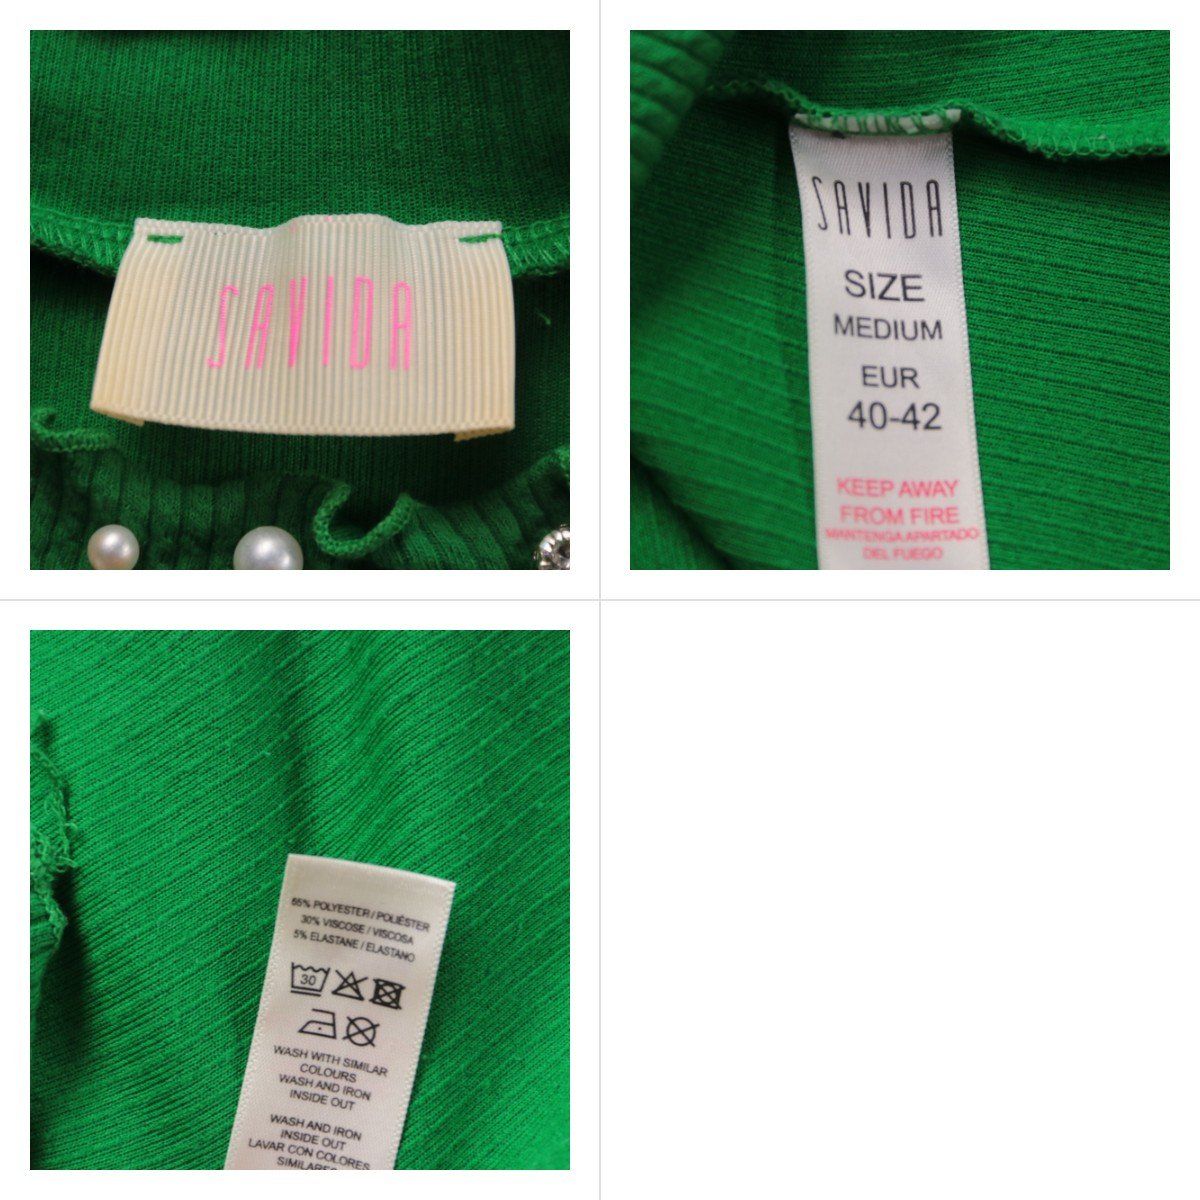 SAVIDA
SAVIDA
SIZE
MEDIUM
EUR
40-42
KEEP AWAY
FROM FIRE
MANTENGA APARTADO
DEL FUEGO
65% POLYESTER / POLIÉSTER
30% VISCOSE / VISCOSA
5% ELASTANE / ELASTANO
30
WASH WITH SIMILAR
COLOURS
WASH AND IRON
INSIDE OUT
WASH AND IRON
INSIDE OUT
LAVAR CON COLORES
SIMILARES